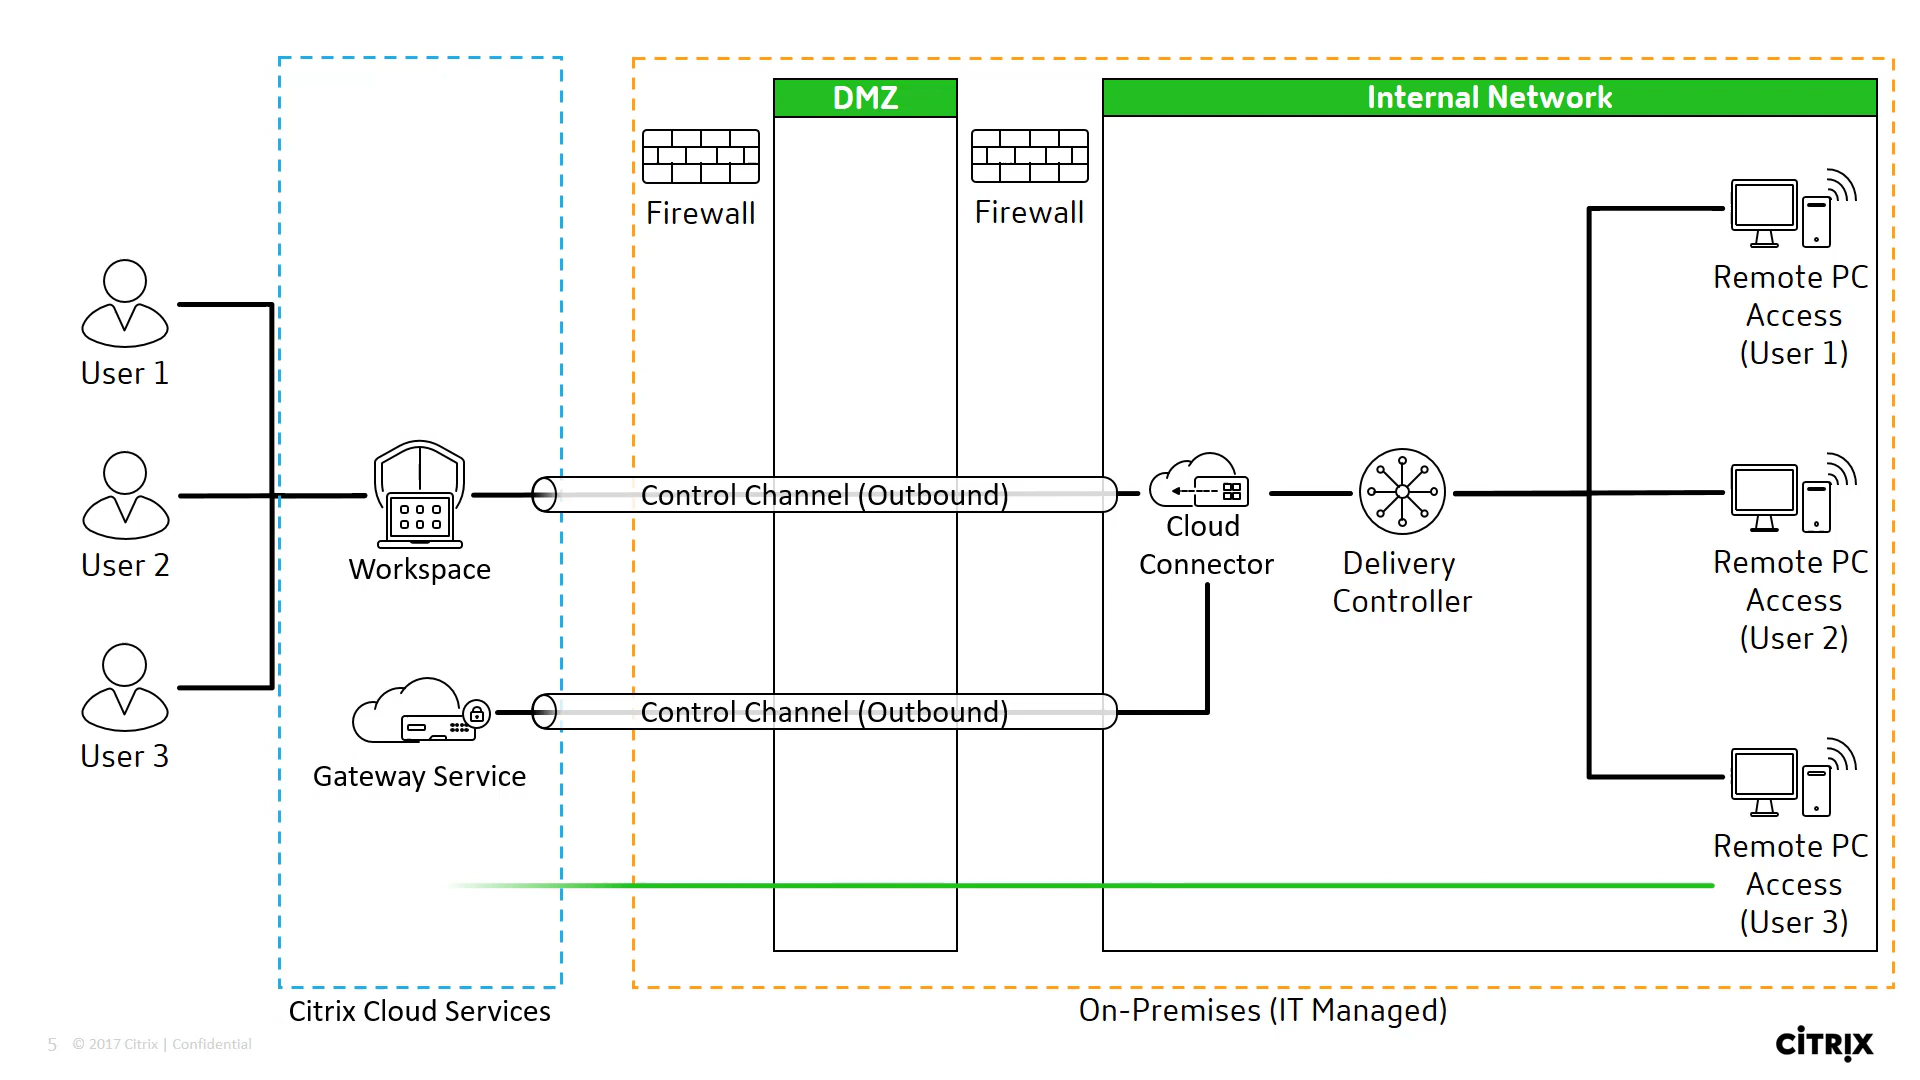 DMZ
Internal Network
Firewall
Firewall
User 1
User 2
User 3
Workspace
Gateway Service
Control Channel (Outbound)
Control Channel (Outbound)
Cloud
Connector
Delivery
Controller
Remote PC
Access
(User 1)
Remote PC
Access
(User 2)
Remote PC
Access
(User 3)
Citrix Cloud Services
On-Premises (IT Managed)
5 © 2017 Citrix | Confidential
CITRIX